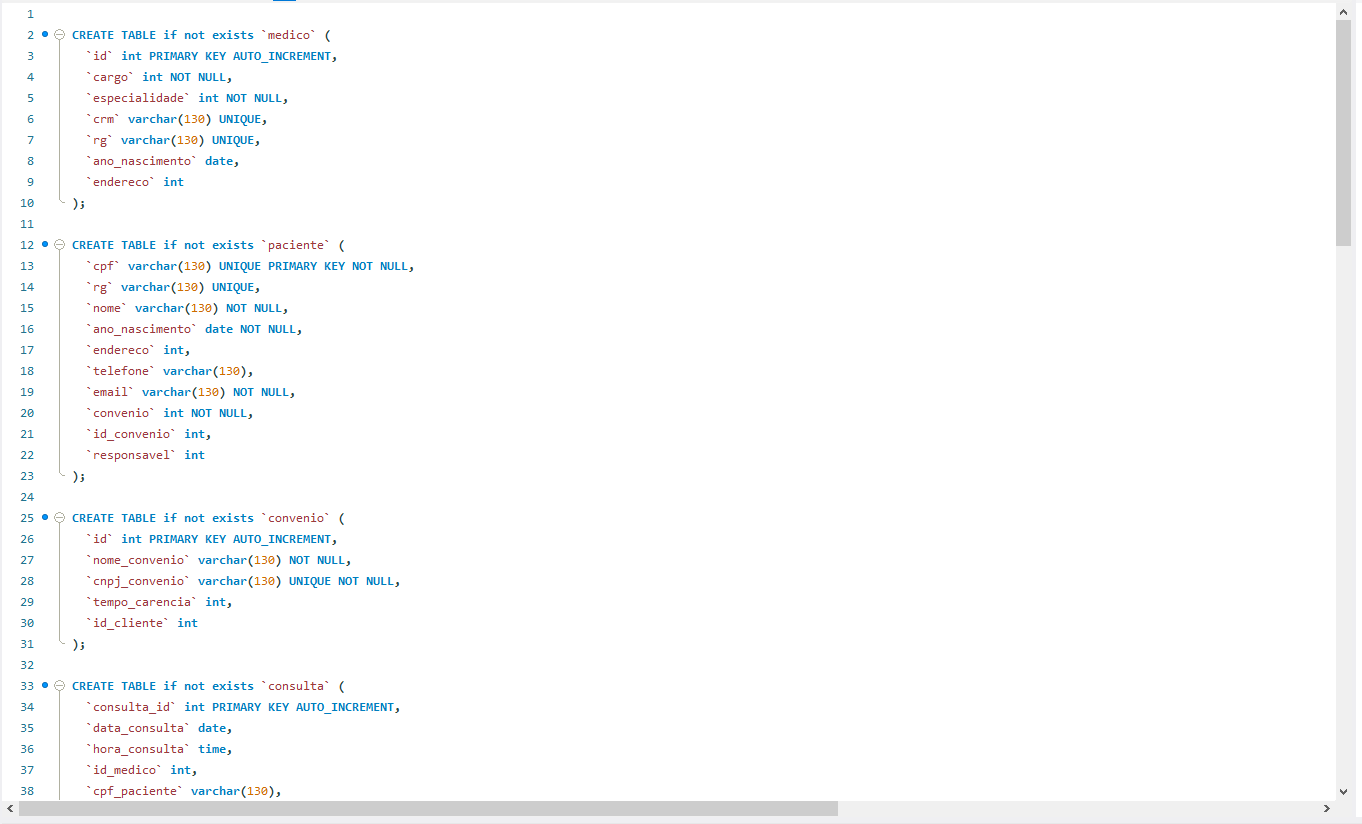 1
2 CREATE TABLE if not exists `medico` (
3 `id` int PRIMARY KEY AUTO_INCREMENT,
4 `cargo` int NOT NULL,
5 `especialidade` int NOT NULL,
6 `crm` varchar(130) UNIQUE,
7 `rg` varchar(130) UNIQUE,
8 `ano_nascimento` date,
9 `endereco` int
10 );
11
12 CREATE TABLE if not exists `paciente` (
13 `cpf` varchar(130) UNIQUE PRIMARY KEY NOT NULL,
14 `rg` varchar(130) UNIQUE,
15 `nome` varchar(130) NOT NULL,
16 `ano_nascimento` date NOT NULL,
17 `endereco` int,
18 `telefone` varchar(130),
19 `email` varchar(130) NOT NULL,
20 `convenio` int NOT NULL,
21 `id_convenio` int,
22 `responsavel` int
23 );
24
25 CREATE TABLE if not exists `convenio` (
26 `id` int PRIMARY KEY AUTO_INCREMENT,
27 `nome_convenio` varchar(130) NOT NULL,
28 `cnpj_convenio` varchar(130) UNIQUE NOT NULL,
29 `tempo_carencia` int,
30 `id_cliente` int
31 );
32
33 CREATE TABLE if not exists `consulta` (
34 `consulta_id` int PRIMARY KEY AUTO_INCREMENT,
35 `data_consulta` date,
36 `hora_consulta` time,
37 `id_medico` int,
38 `cpf_paciente` varchar(130),